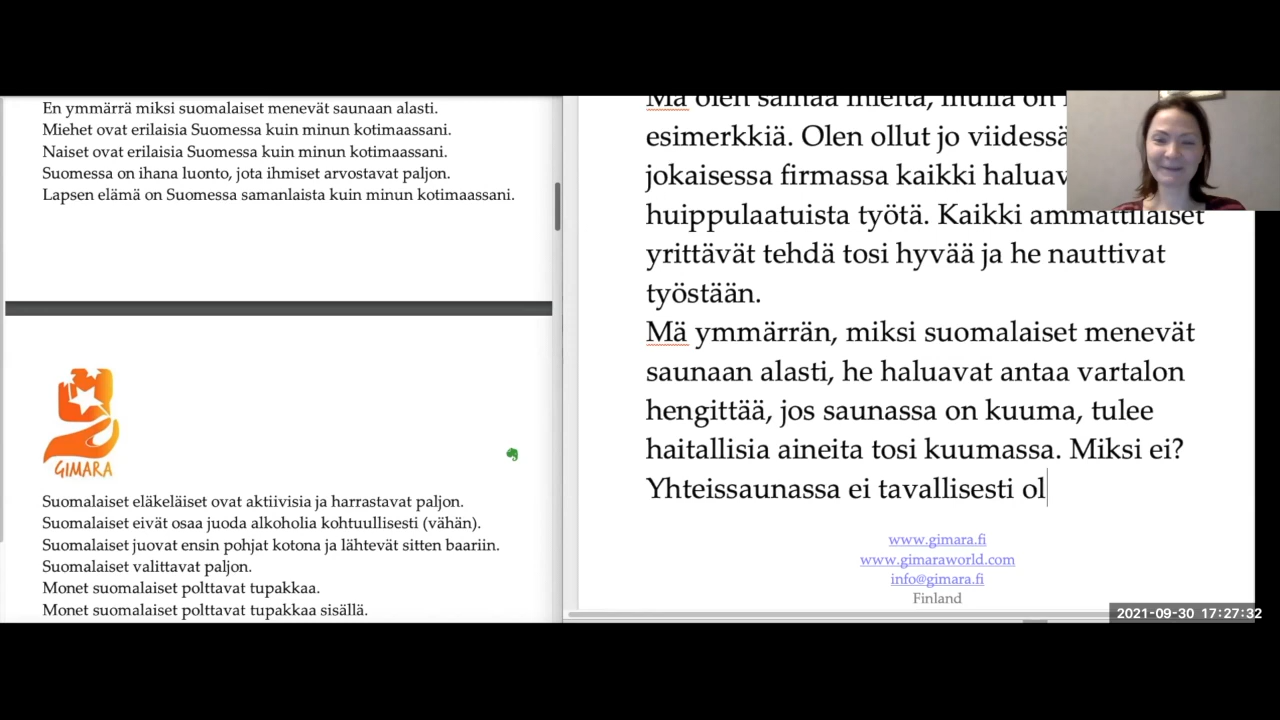 En ymmärrä miksi suomalaiset menevät saunaan alasti.
Miehet ovat erilaisia Suomessa kuin minun kotimaassani.
Naiset ovat erilaisia Suomessa kuin minun kotimaassani.
Suomessa on ihana luonto, jota ihmiset arvostavat paljon.
Lapsen elämä on Suomessa samanlaista kuin minun kotimaassani.
GIMARA
Suomalaiset eläkeläiset ovat aktiivisia ja harrastavat paljon.
Suomalaiset eivät osaa juoda alkoholia kohtuullisesti (vähän).
Suomalaiset juovat ensin pohjat kotona ja lähtevät sitten baariin.
Suomalaiset valittavat paljon.
Monet suomalaiset polttavat tupakkaa.
Monet suomalaiset polttavat tupakkaa sisällä.
Mä olen samaa mieltä, mulla on
esimerkkiä. Olen ollut jo viidessä
jokaisessa firmassa kaikki haluav
huippulaatuista työtä. Kaikki ammattilaiset
yrittävät tehdä tosi hyvää ja he nauttivat
työstään.
Mä ymmärrän, miksi suomalaiset menevät
saunaan alasti, he haluavat antaa vartalon
hengittää, jos saunassa on kuuma, tulee
haitallisia aineita tosi kuumassa. Miksi ei?
Yhteissaunassa ei tavallisesti ol
www.gimara.fi
www.gimaraworld.com
info@gimara.fi
Finland
2021-09-30 17:27:32